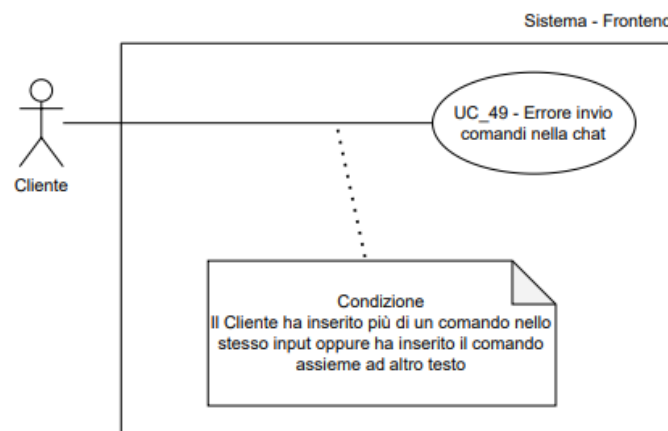 Sistema - Frontend
UC_49 - Errore invio
comandi nella chat
Cliente
Condizione
Il Cliente ha inserito più di un comando nello
stesso input oppure ha inserito il comando
assieme ad altro testo